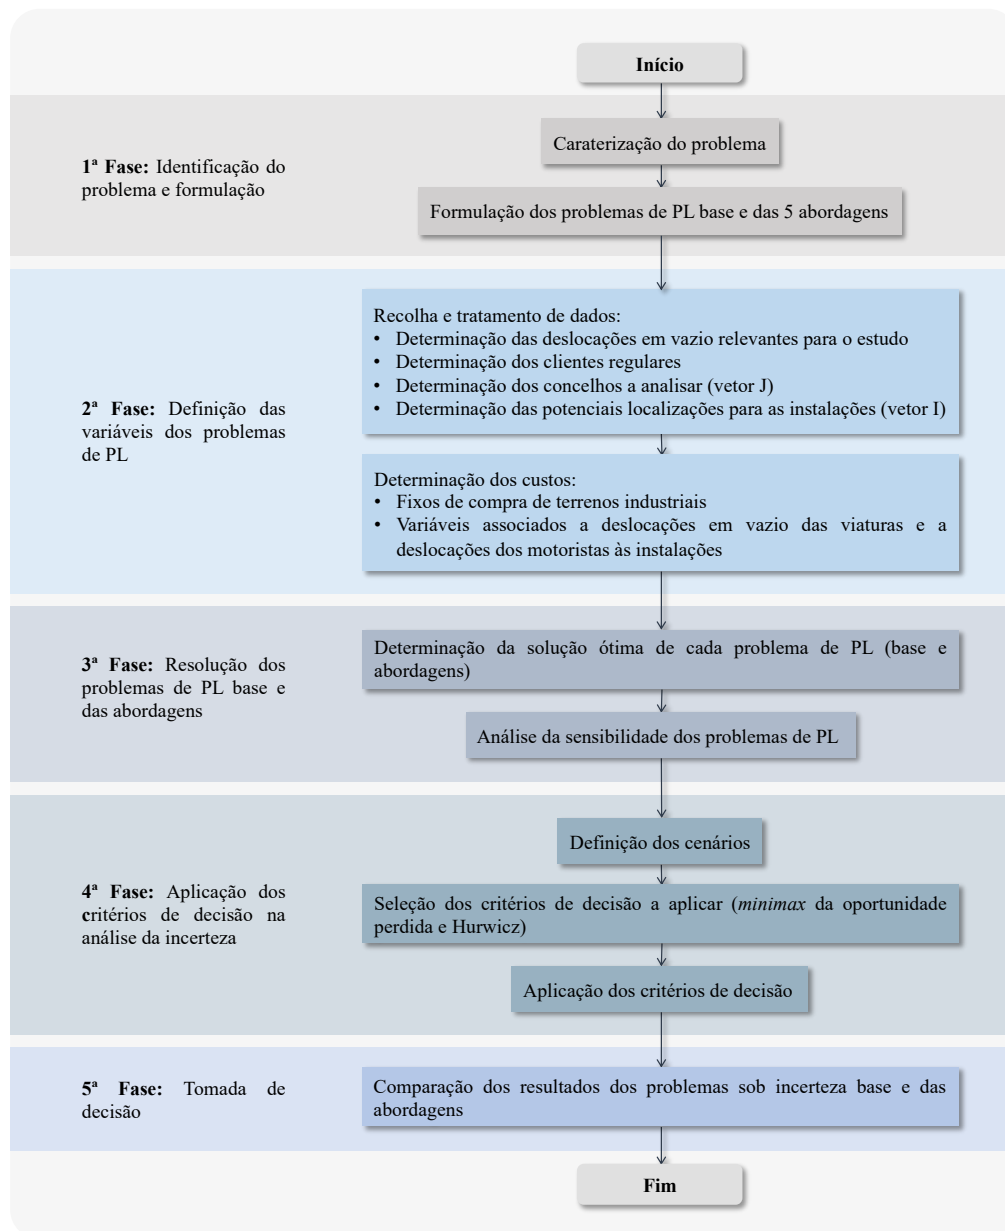 Início
1ª Fase: Identificação do
problema e formulação
Caraterização do problema
Formulação dos problemas de PL base e das 5 abordagens
2ª Fase: Definição das
variáveis dos problemas
de PL
Recolha e tratamento de dados:
• Determinação das deslocações em vazio relevantes para o estudo
• Determinação dos clientes regulares
• Determinação dos concelhos a analisar (vetor J)
• Determinação das potenciais localizações para as instalações (vetor I)
Determinação dos custos:
• Fixos de compra de terrenos industriais
• Variáveis associados a deslocações em vazio das viaturas e a
deslocações dos motoristas às instalações
3ª Fase: Resolução dos
problemas de PL base e
das abordagens
Determinação da solução ótima de cada problema de PL (base e
abordagens)
Análise da sensibilidade dos problemas de PL
4ª Fase: Aplicação dos
critérios de decisão na
análise da incerteza
Definição dos cenários
Seleção dos critérios de decisão a aplicar (minimax da oportunidade
perdida e Hurwicz)
Aplicação dos critérios de decisão
5ª Fase: Tomada de
decisão
Comparação dos resultados dos problemas sob incerteza base e das
abordagens
Fim